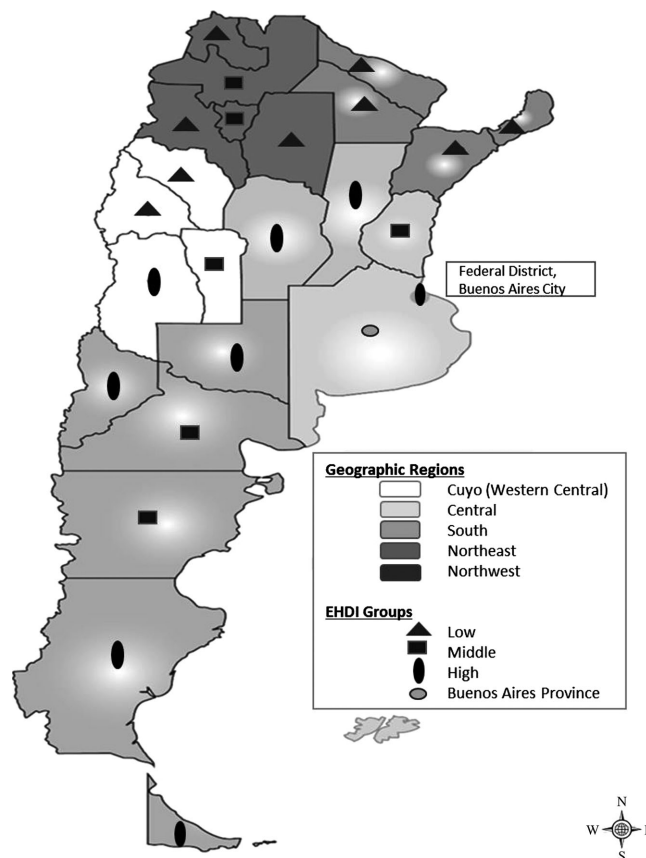 Federal District,
Buenos Aires City
Geographic Regions
Cuyo (Western Central)
Central
South
Northeast
Northwest
EHDI Groups
Low
Middle
High
Buenos Aires Province
N
W
S